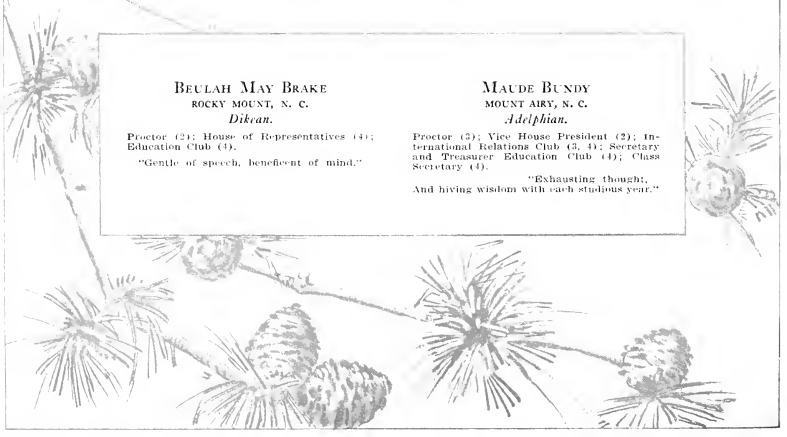 BEULAH MAY BRAKE
ROCKY MOUNT, N. C.
Dikean.
Proctor (2); House of Representatives (4);
Education Club (4).
"Gentle of speech, beneficent of mind."
MAUDE BUNDY
MOUNT AIRY, N. C.
Adelphian.
Proctor (3); Vice House President (2); In-
ternational Relations Club (3, 4); Secretary
and Treasurer Education Club (4); Class
Secretary (4).
"Exhausting thought,
And hiving wisdom with each studious year."